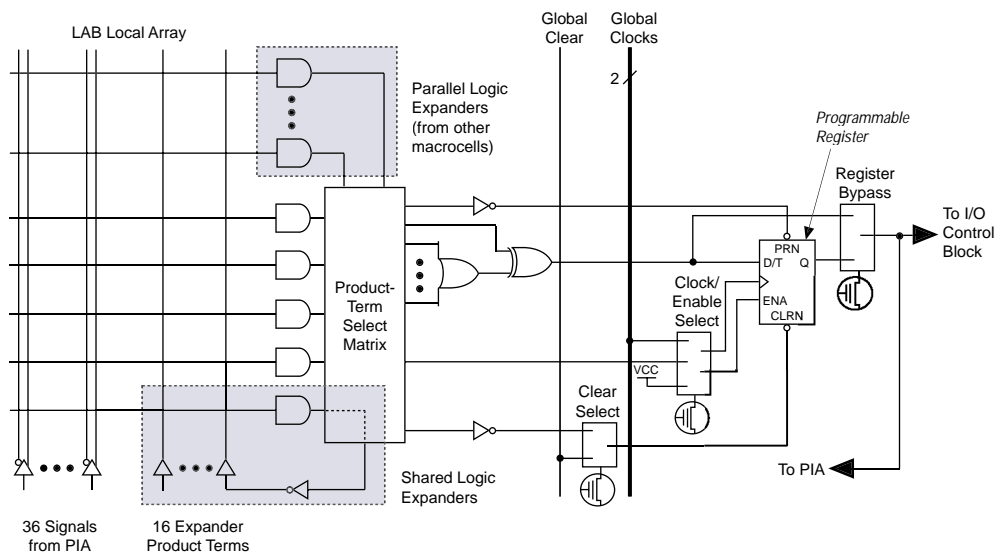 LAB Local Array
Global
Clear
Global
Clocks
2
Parallel Logic
Expanders
(from other
macrocells)
Programmable
Register
Register
Bypass
To I/O
Control
Block
PRN
D/T
Q
ENA
CLRN
Clock/
Enable
Select
Product-
Term
Select
Matrix
VCC
Clear
Select
To PIA
Shared Logic
Expanders
36 Signals
from PIA
16 Expander
Product Terms